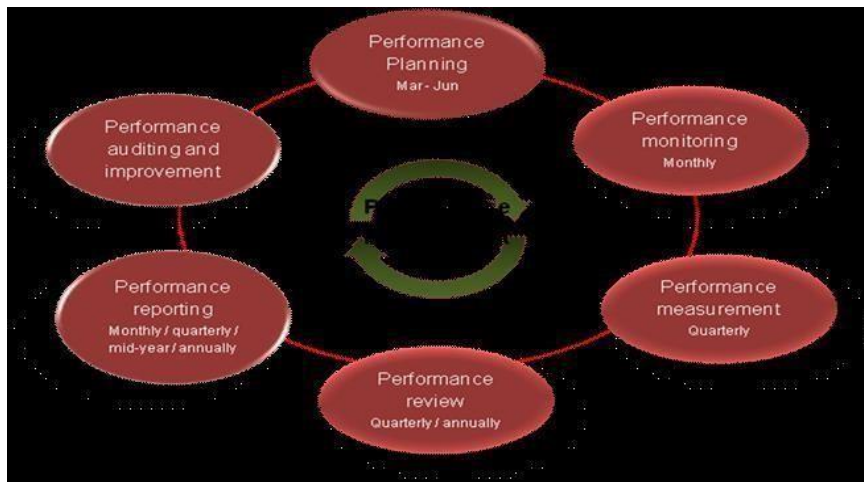 Performance
Planning
Mar- Jun
Performance
monitoring
Monthly
Performance
measurement
Quarterly
Performance
review
Quarterly / annually
Performance
reporting
Monthly / quarterly /
mid-year / annually
Performance
auditing and
improvement